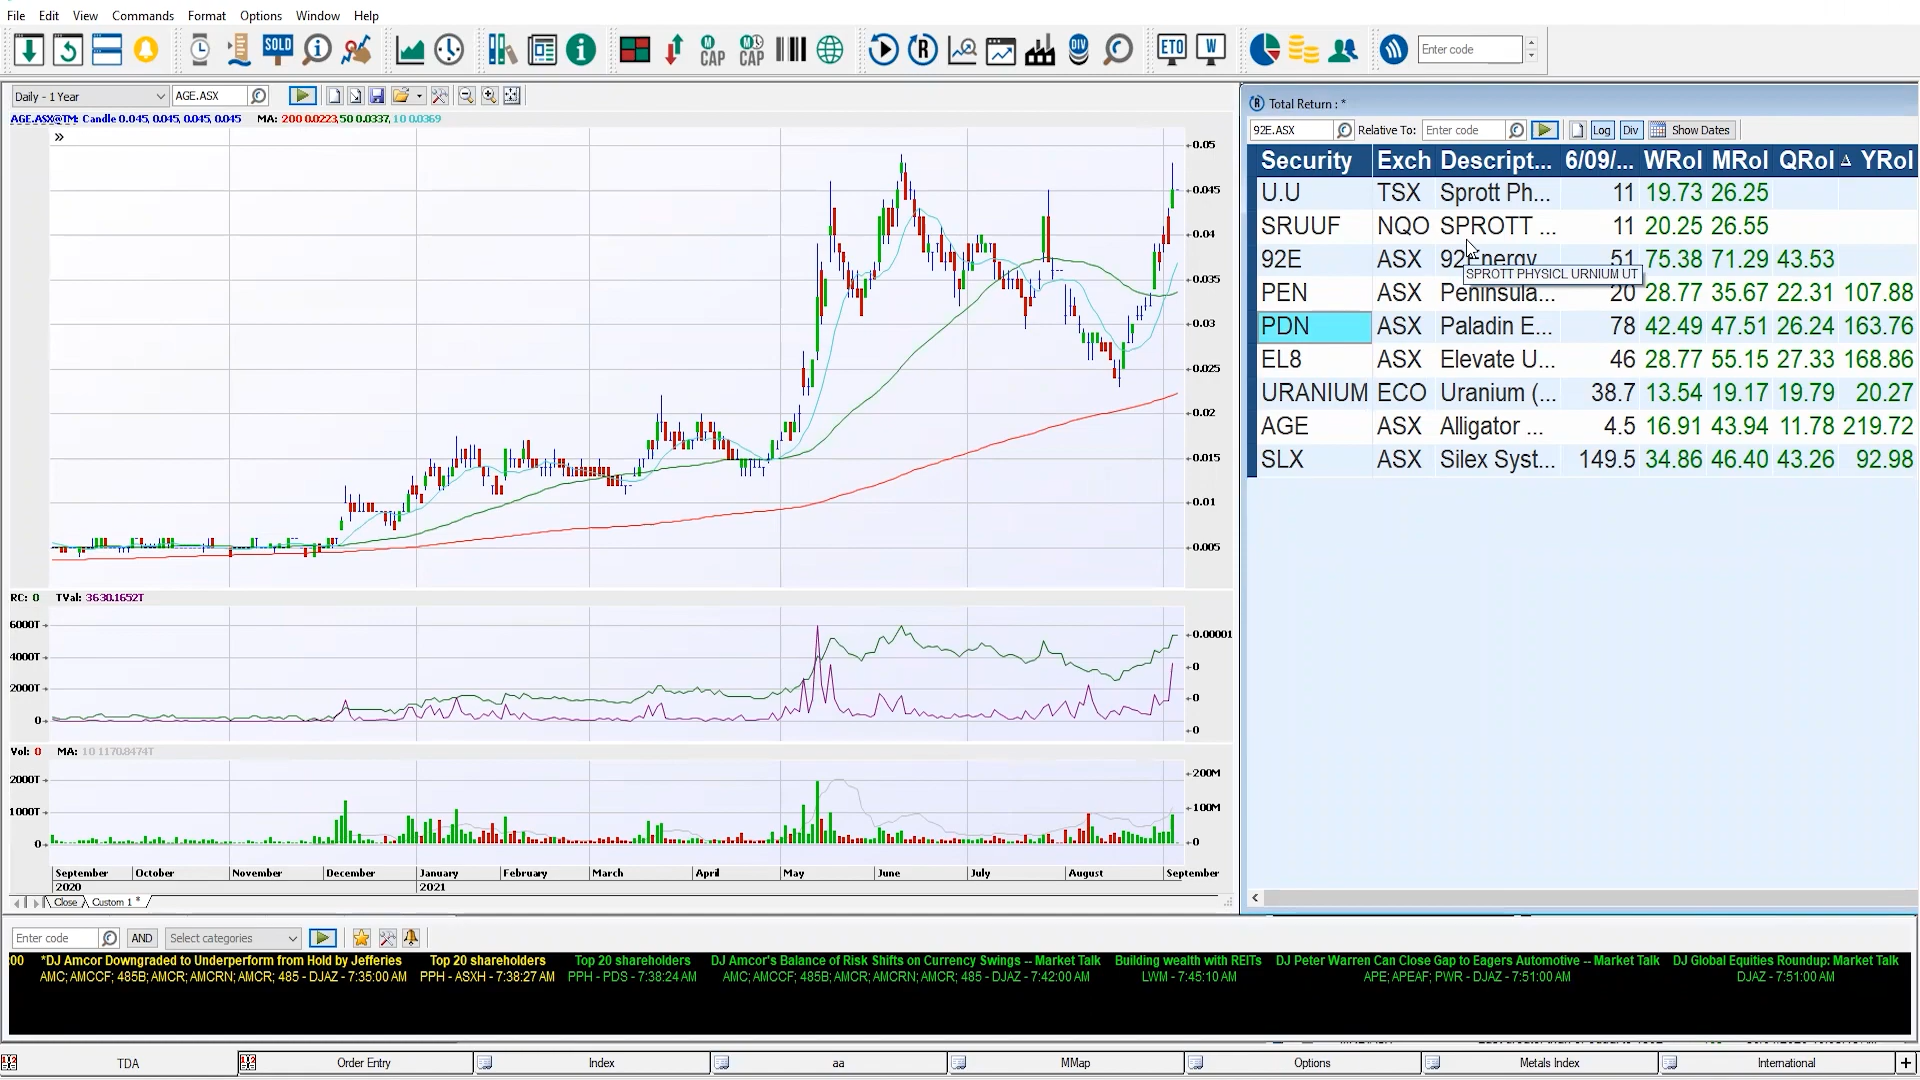 File Edit View Commands Format Options Window Help
SOLD M CAP M CAP R DIV ETO W Enter code
Daily - 1 Year AGE.ASX
AGE.ASX@TM: Candle 0.045, 0.045, 0.045, 0.045 MA: 200 0.0223, 50 0.0337, 10 0.0369
»
0.05
0.045
0.04
0.035
0.03
0.025
0.02
0.015
0.01
0.005
RC: 0 TVal: 3630.1652T
6000T
4000T
2000T
0
0.00001
0
0
0
Vol: 0 MA: 10 1170.8474T
2000T
1000T
0
200M
100M
0
September October November December January February March April May June July August September
2020 2021
Close Custom 1 *
Total Return : *
92E.ASX Relative To: Enter code Log Div Show Dates
Security Exch Descript... 6/09/... WRoI MRoI QRoI Δ YRoI
U.U TSX Sprott Ph... 11 19.73 26.25
SRUUF NQO SPROTT ... 11 20.25 26.55
92E ASX 92 Energy 51 75.38 71.29 43.53
SPROTT PHYSICL URNIUM UT
PEN ASX Peninsula... 20 28.77 35.67 22.31 107.88
PDN ASX Paladin E... 78 42.49 47.51 26.24 163.76
EL8 ASX Elevate U... 46 28.77 55.15 27.33 168.86
URANIUM ECO Uranium (... 38.7 13.54 19.17 19.79 20.27
AGE ASX Alligator ... 4.5 16.91 43.94 11.78 219.72
SLX ASX Silex Syst... 149.5 34.86 46.40 43.26 92.98
Enter code AND Select categories
:00 *DJ Amcor Downgraded to Underperform from Hold by Jefferies Top 20 shareholders Top 20 shareholders DJ Amcor's Balance of Risk Shifts on Currency Swings -- Market Talk Building wealth with REITs DJ Peter Warren Can Close Gap to Eagers Automotive -- Market Talk DJ Global Equities Roundup: Market Talk
AMC; AMCCF; 485B; AMCR; AMCRN; AMCR; 485 - DJAZ - 7:35:00 AM PPH - ASXH - 7:38:27 AM PPH - PDS - 7:38:24 AM AMC; AMCCF; 485B; AMCR; AMCRN; AMCR; 485 - DJAZ - 7:42:00 AM LWM - 7:45:10 AM APE; APEAF; PWR - DJAZ - 7:51:00 AM DJAZ - 7:51:00 AM
TDA Order Entry Index aa MMap Options Metals Index International +